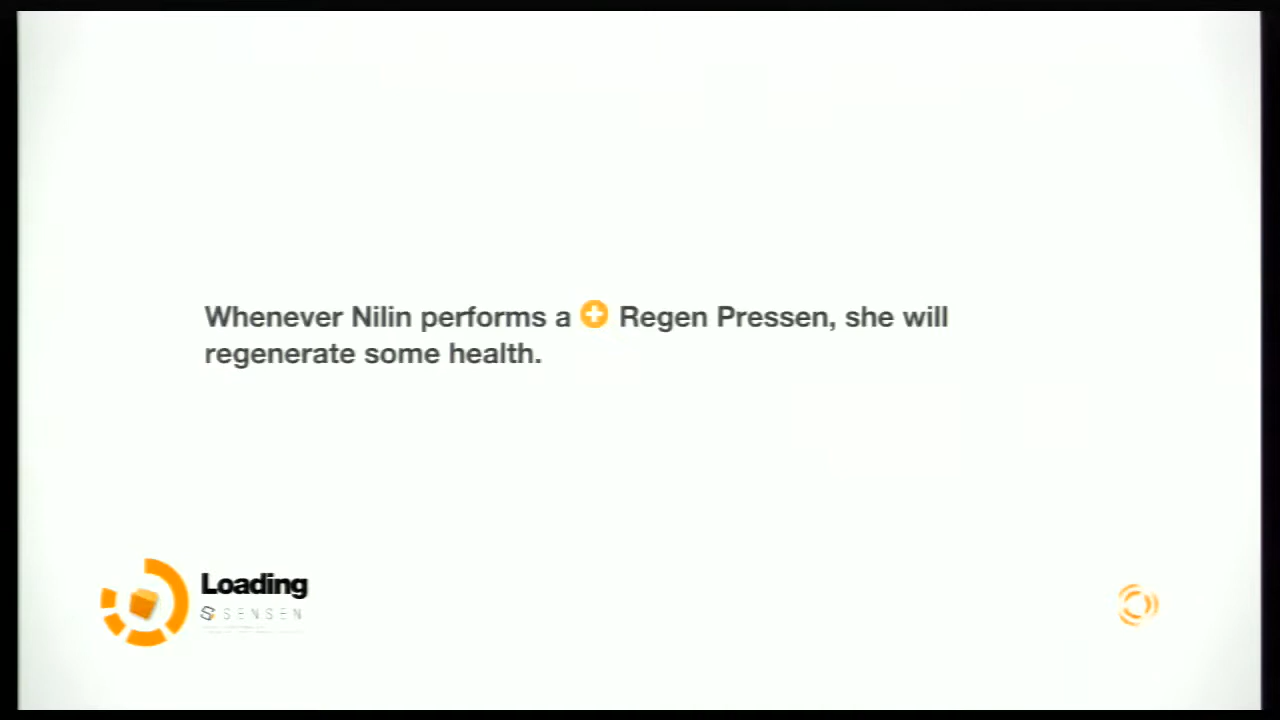 Whenever Nilin performs a Regen Pressen, she will
regenerate some health.
Loading
SENSEN